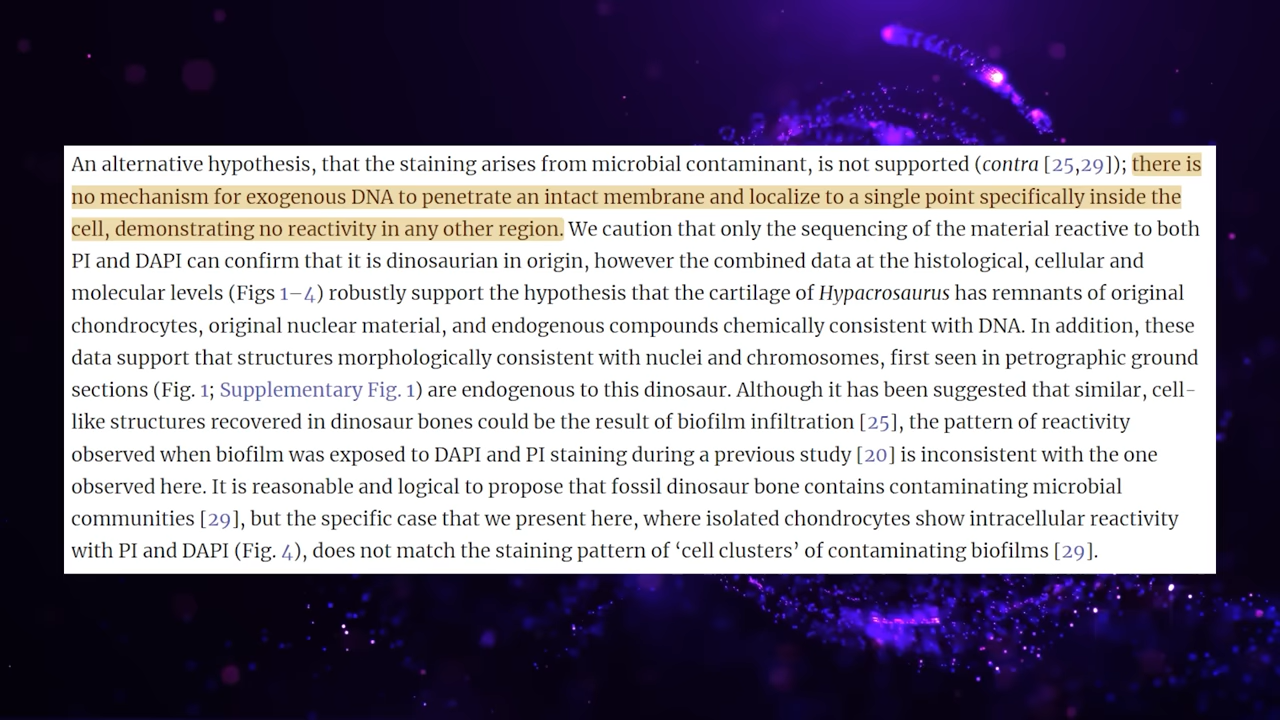 An alternative hypothesis, that the staining arises from microbial contaminant, is not supported (contra [25,29]); there is
no mechanism for exogenous DNA to penetrate an intact membrane and localize to a single point specifically inside the
cell, demonstrating no reactivity in any other region. We caution that only the sequencing of the material reactive to both
PI and DAPI can confirm that it is dinosaurian in origin, however the combined data at the histological, cellular and
molecular levels (Figs 1–4) robustly support the hypothesis that the cartilage of Hypacrosaurus has remnants of original
chondrocytes, original nuclear material, and endogenous compounds chemically consistent with DNA. In addition, these
data support that structures morphologically consistent with nuclei and chromosomes, first seen in petrographic ground
sections (Fig. 1; Supplementary Fig. 1) are endogenous to this dinosaur. Although it has been suggested that similar, cell-
like structures recovered in dinosaur bones could be the result of biofilm infiltration [25], the pattern of reactivity
observed when biofilm was exposed to DAPI and PI staining during a previous study [20] is inconsistent with the one
observed here. It is reasonable and logical to propose that fossil dinosaur bone contains contaminating microbial
communities [29], but the specific case that we present here, where isolated chondrocytes show intracellular reactivity
with PI and DAPI (Fig. 4), does not match the staining pattern of ‘cell clusters’ of contaminating biofilms [29].